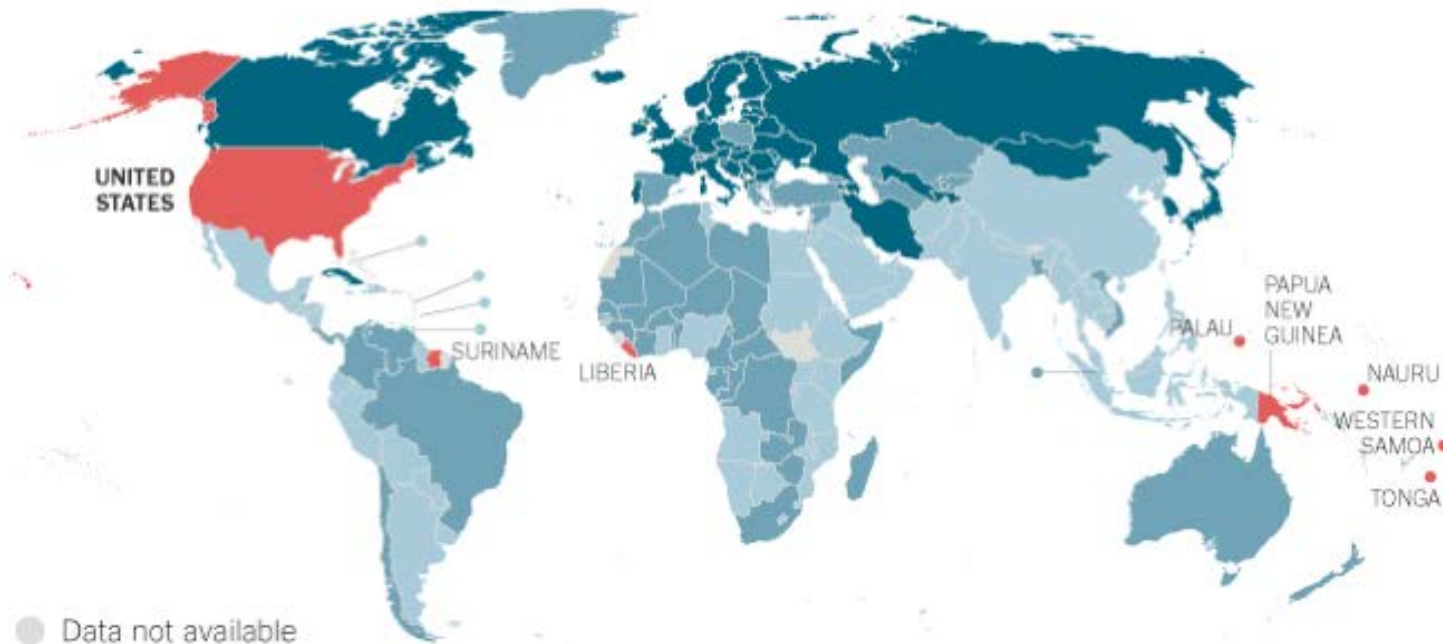 UNITED
STATES
SURINAME
LIBERIA
PALAU
PAPUA
NEW
GUINEA
NAURU
WESTERN
SAMOA
TONGA
Data not available